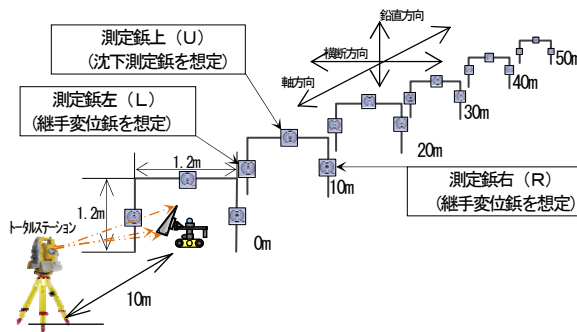 測定鋲上（U）
（沈下測定鋲を想定）
鉛直方向
横断方向
軸方向
測定鋲左（L）
（継手変位鋲を想定）
50m
40m
30m
20m
10m
測定鋲右（R）
（継手変位鋲を想定）
1.2m
1.2m
0m
トータルステーション
10m